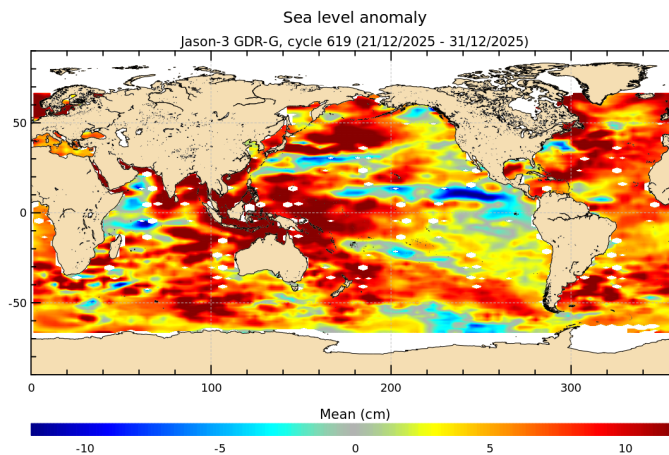 Sea level anomaly
Jason-3 GDR-G, cycle 619 (21/12/2025 - 31/12/2025)
50
0
-50
0 100 200 300
Mean (cm)
-10 -5 0 5 10